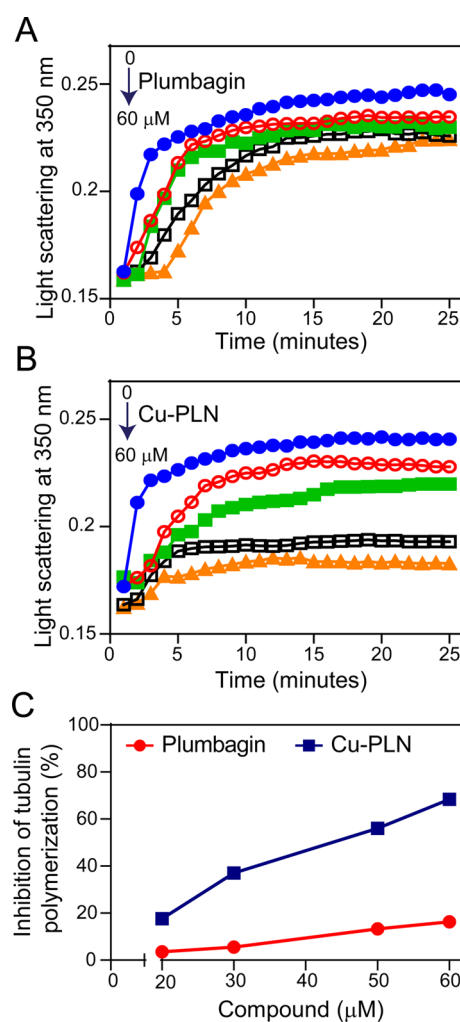 A
Light scattering at 350 nm
0.25
0.2
0.15
0
Plumbagin
60 μM
0
5
10
15
20
25
Time (minutes)
B
Light scattering at 350 nm
0.25
0.2
0.15
0
Cu-PLN
60 μM
0
5
10
15
20
25
Time (minutes)
C
Inhibition of tubulin
polymerization (%)
100
80
60
40
20
0
Plumbagin
Cu-PLN
0
20
30
40
50
60
Compound (μM)